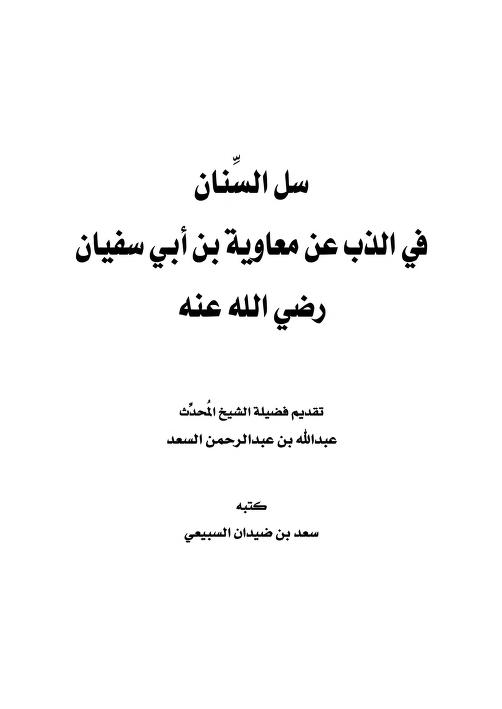 سل السِّنان
في الذب عن معاوية بن أبي سفيان
رضي الله عنه
تقديم فضيلة الشيخ المُحدِّث
عبدالله بن عبدالرحمن السعد
كتبه
سعد بن ضيدان السبيعي